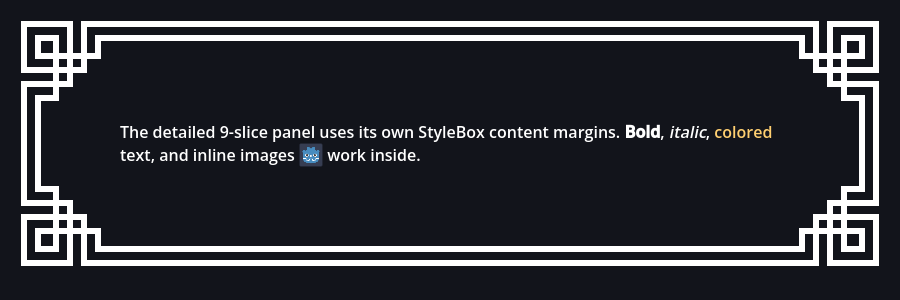 The detailed 9-slice panel uses its own StyleBox content margins. Bold, italic, colored
text, and inline images work inside.